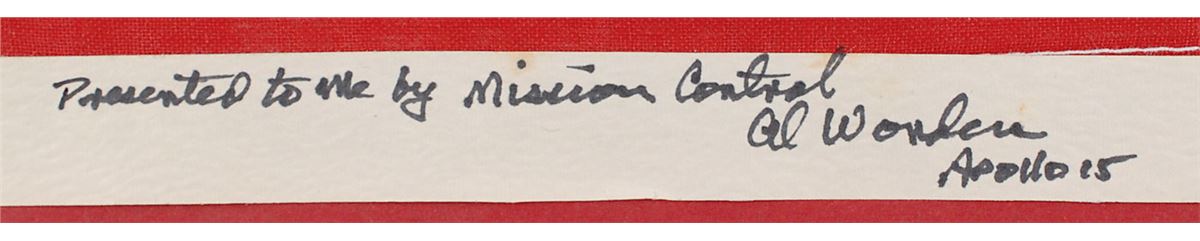 Presented to me by Mission Control
Al Worden
Apollo 15